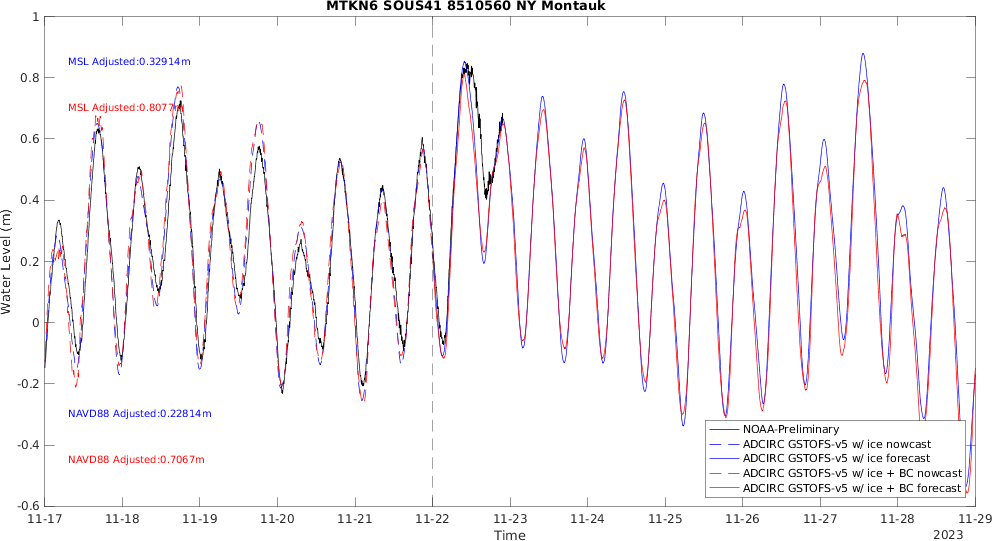 MTKN6 SOUS41 8510560 NY Montauk
1
0.8
0.6
0.4
0.2
0
-0.2
-0.4
-0.6
Water Level (m)
MSL Adjusted:0.32914m
MSL Adjusted:0.8077m
NAVD88 Adjusted:0.22814m
NAVD88 Adjusted:0.7067m
NOAA-Preliminary
ADCIRC GSTOFS-v5 w/ ice nowcast
ADCIRC GSTOFS-v5 w/ ice forecast
ADCIRC GSTOFS-v5 w/ ice + BC nowcast
ADCIRC GSTOFS-v5 w/ ice + BC forecast
11-17 11-18 11-19 11-20 11-21 11-22 11-23 11-24 11-25 11-26 11-27 11-28 11-29
Time
2023